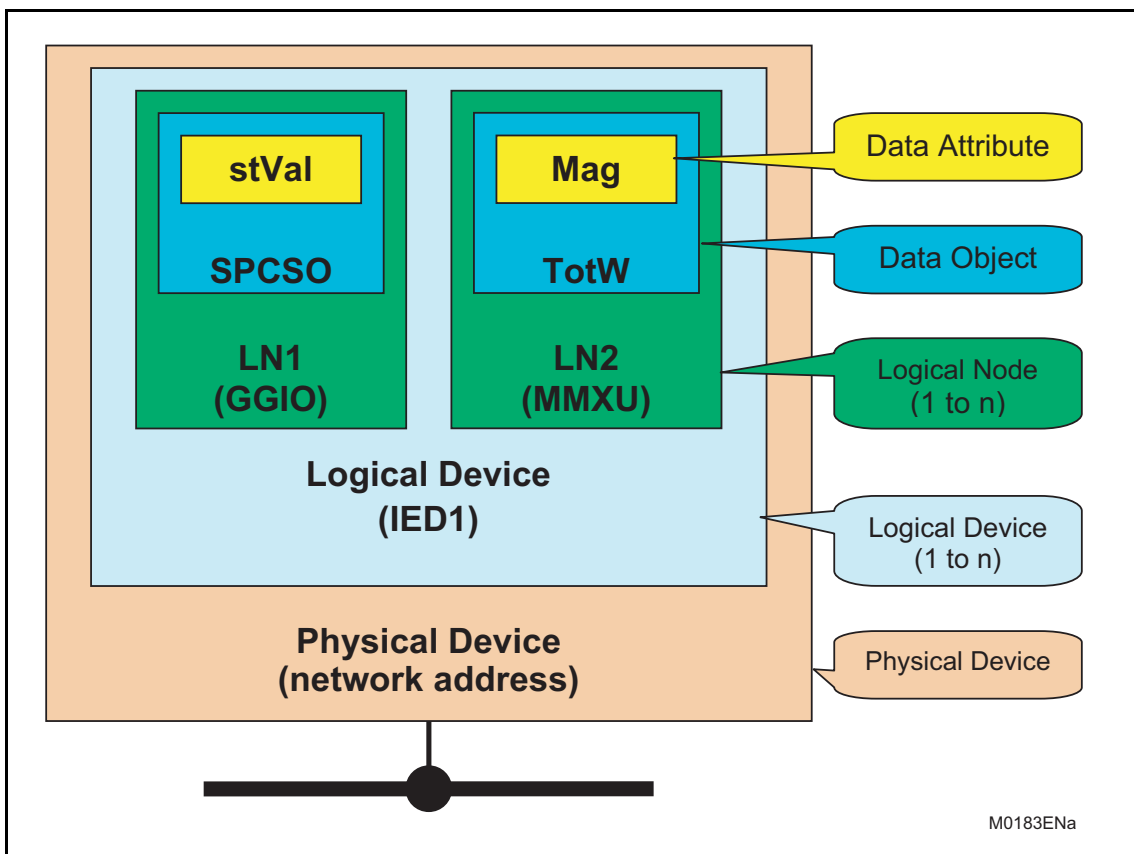 stVal
SPCSO
LN1
(GGIO)
Mag
TotW
LN2
(MMXU)
Logical Device
(IED1)
Physical Device
(network address)
Data Attribute
Data Object
Logical Node
(1 to n)
Logical Device
(1 to n)
Physical Device
M0183ENa